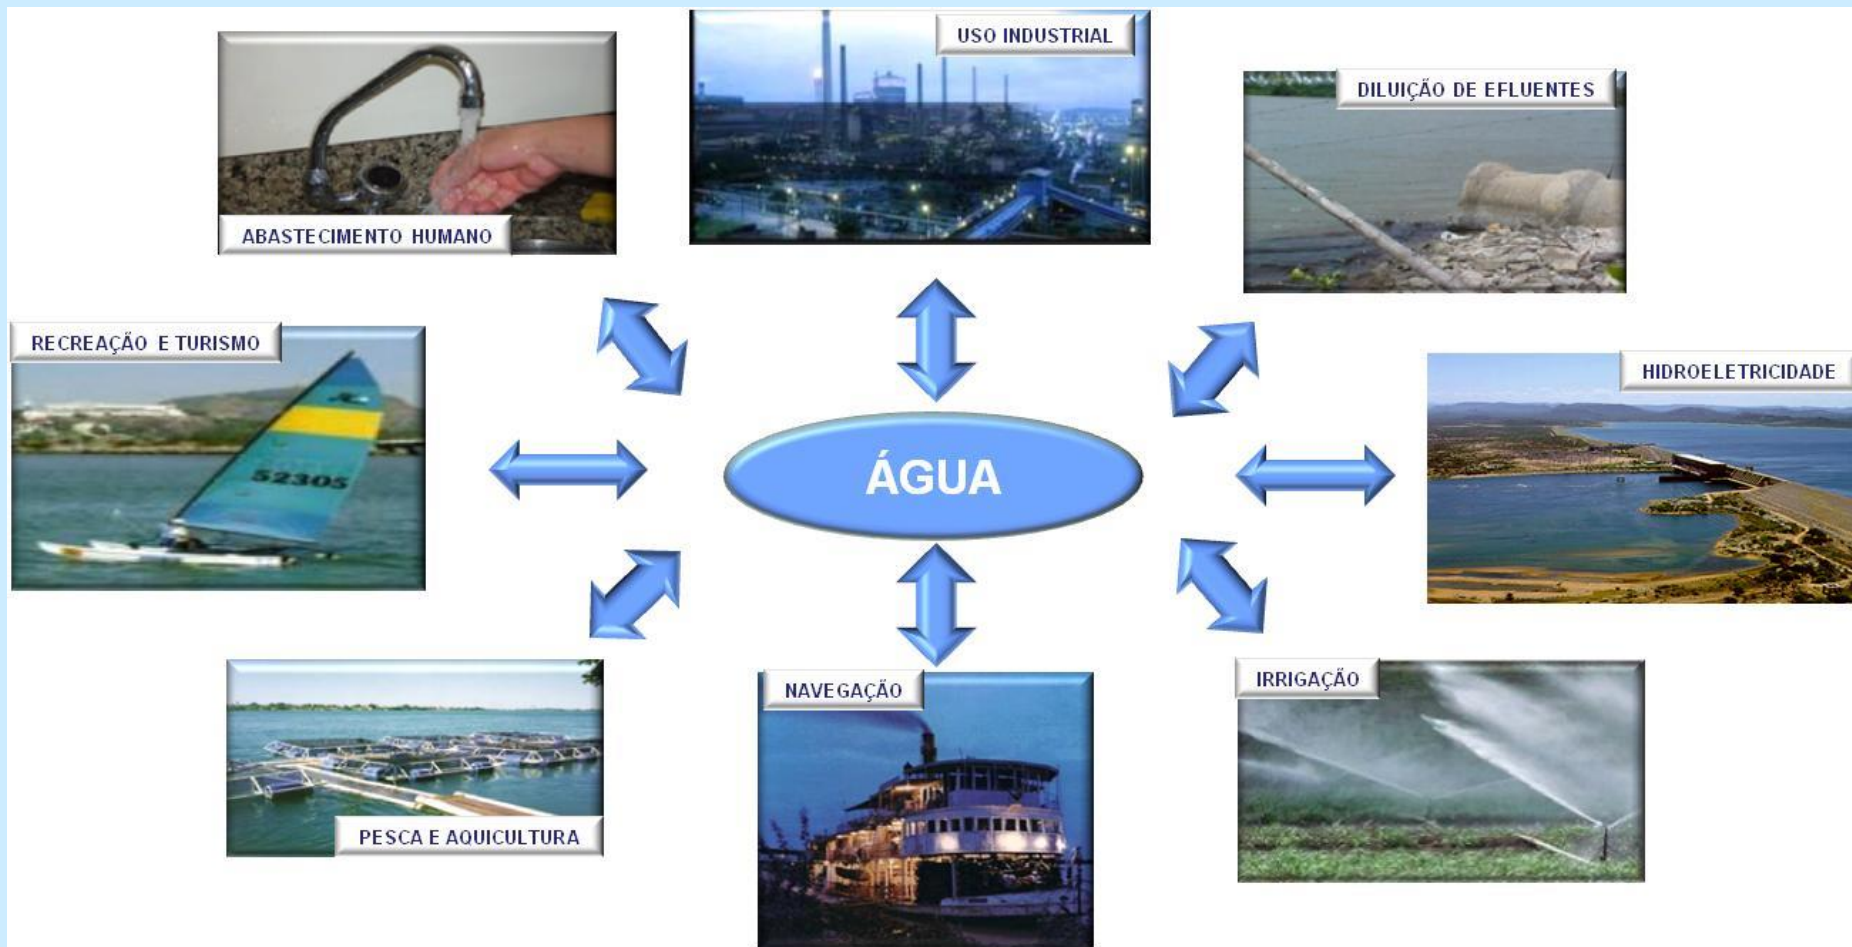 USO INDUSTRIAL
DILUIÇÃO DE EFLUENTES
ABASTECIMENTO HUMANO
RECREAÇÃO E TURISMO
HIDROELETRICIDADE
52305
ÁGUA
IRRIGAÇÃO
NAVEGAÇÃO
PESCA E AQUICULTURA